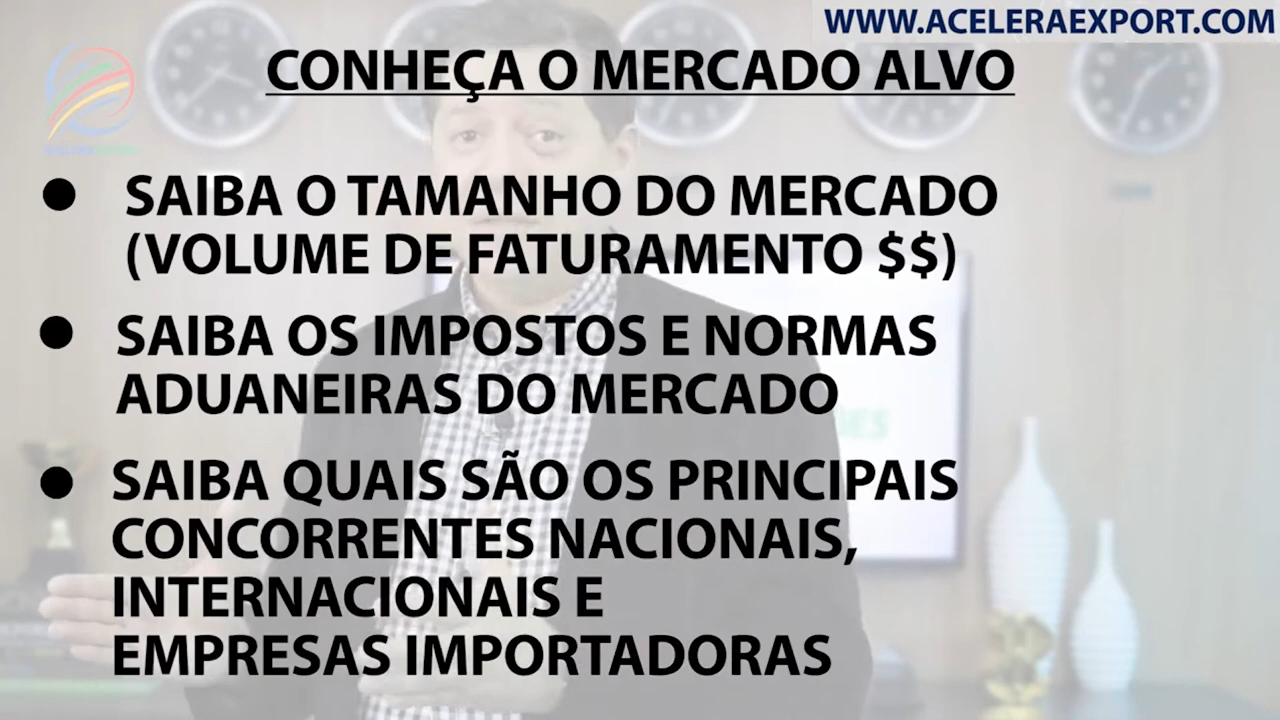 WWW.ACELERAEXPORT.COM
CONHEÇA O MERCADO ALVO
● SAIBA O TAMANHO DO MERCADO
(VOLUME DE FATURAMENTO $$)
● SAIBA OS IMPOSTOS E NORMAS
ADUANEIRAS DO MERCADO
● SAIBA QUAIS SÃO OS PRINCIPAIS
CONCORRENTES NACIONAIS,
INTERNACIONAIS E
EMPRESAS IMPORTADORAS